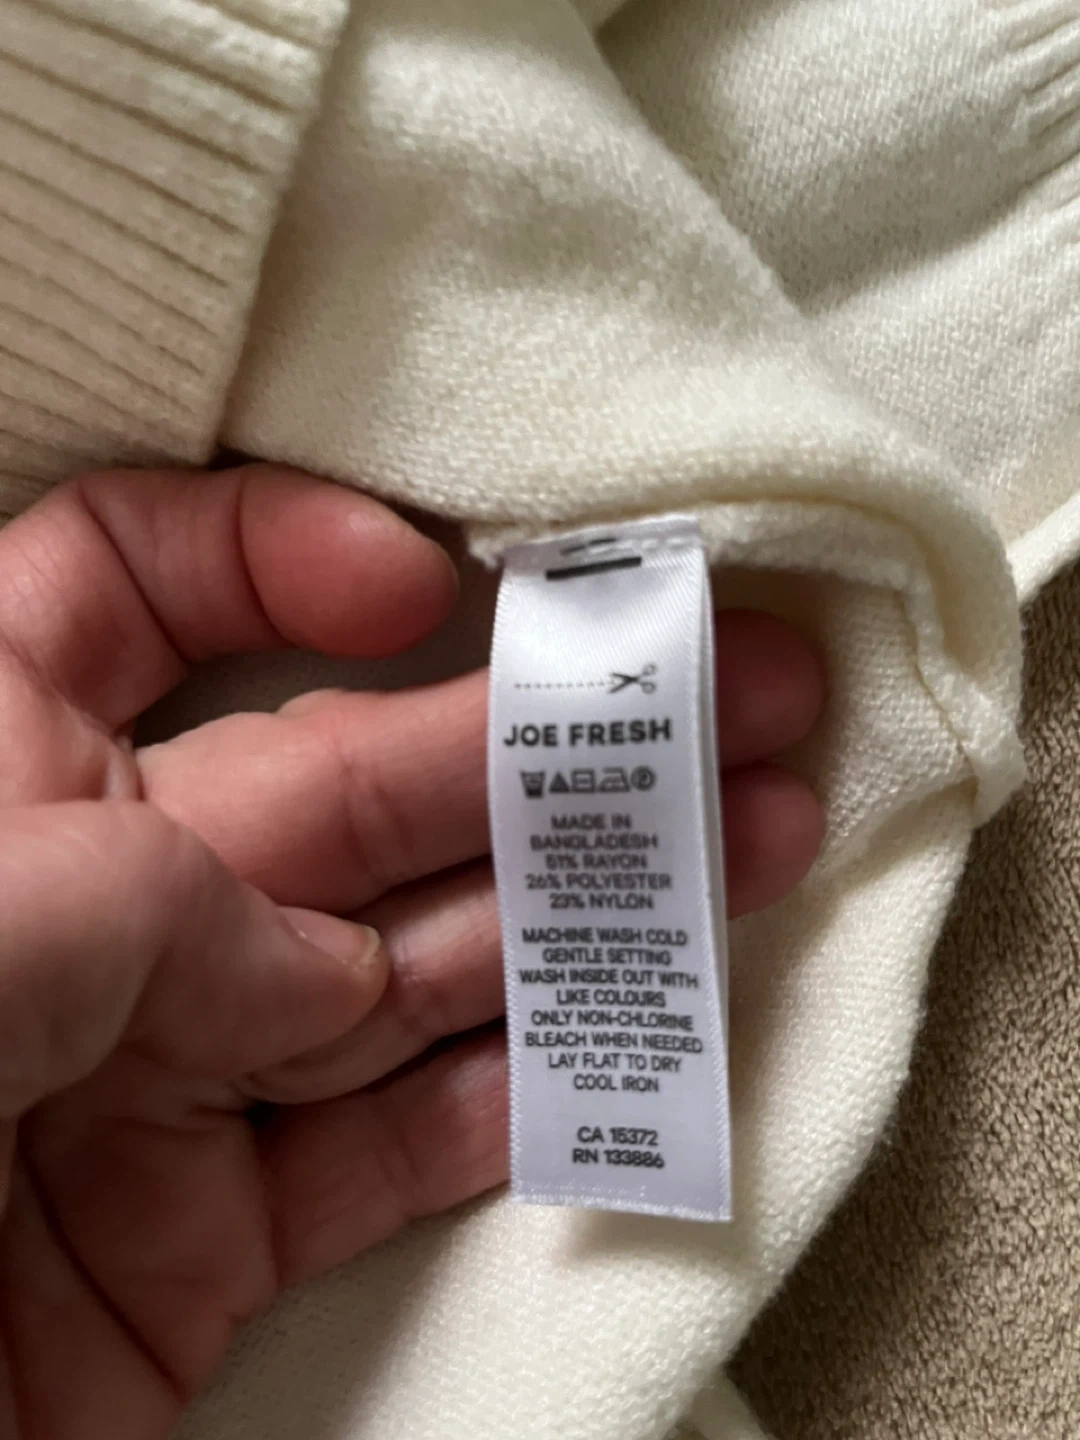 JOE FRESH
MADE IN
BANGLADESH
51% RAYON
26% POLYESTER
23% NYLON
MACHINE WASH COLD
GENTLE SETTING
WASH INSIDE OUT WITH
LIKE COLOURS
ONLY NON-CHLORINE
BLEACH WHEN NEEDED
LAY FLAT TO DRY
COOL IRON
CA 15372
RN 133886